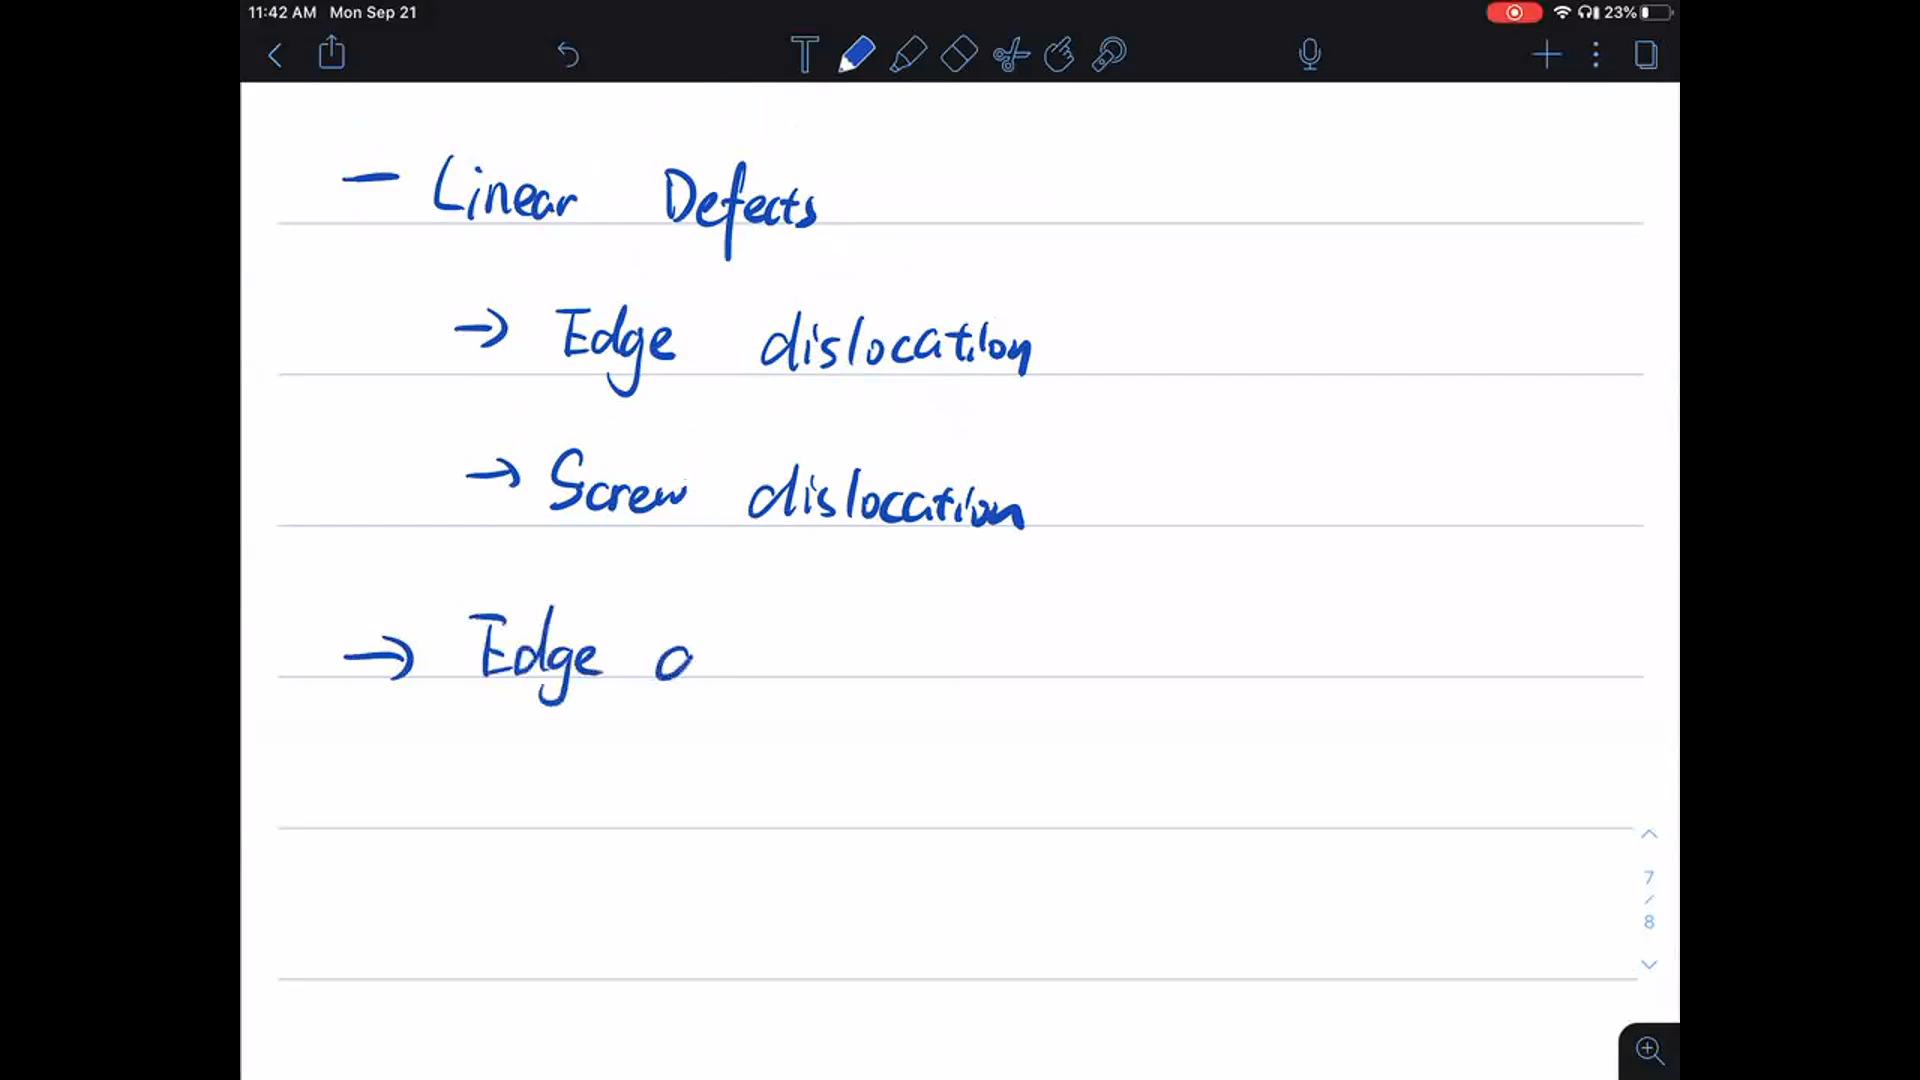 11:42 AM Mon Sep 21 23%
- Linear Defects
→ Edge dislocation
→ Screw dislocation
→ Edge d
7
/
8